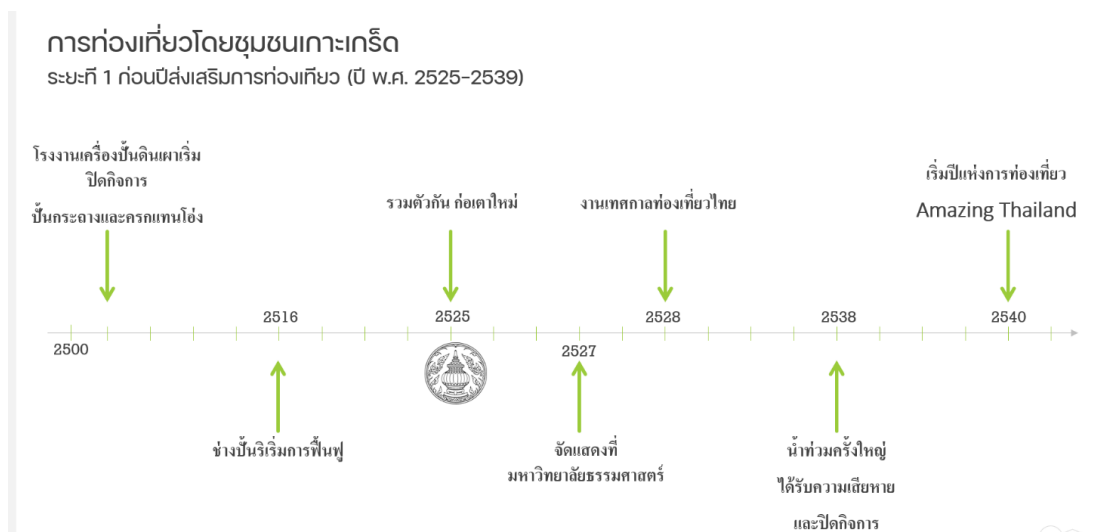 การท่องเที่ยวโดยชุมชนเกาะเกร็ด
ระยะที่ 1 ก่อนปีส่งเสริมการท่องเทียว (ปี พ.ศ. 2525-2539)
โรงงานเครื่องปั้นดินเผาเริ่ม
ปิดกิจการ
ปั้นกระถางและครกแทนโอ่ง
รวมตัวกัน ก่อเตาใหม่
งานเทศกาลท่องเที่ยวไทย
เริ่มปีแห่งการท่องเที่ยว
Amazing Thailand
2516
2525
2528
2538
2540
2500
2527
ช่างปั้นริเริ่มการฟื้นฟู
จัดแสดงที่
มหาวิทยาลัยธรรมศาสตร์
น้ำท่วมครั้งใหญ่
ได้รับความเสียหาย
และปิดกิจการ